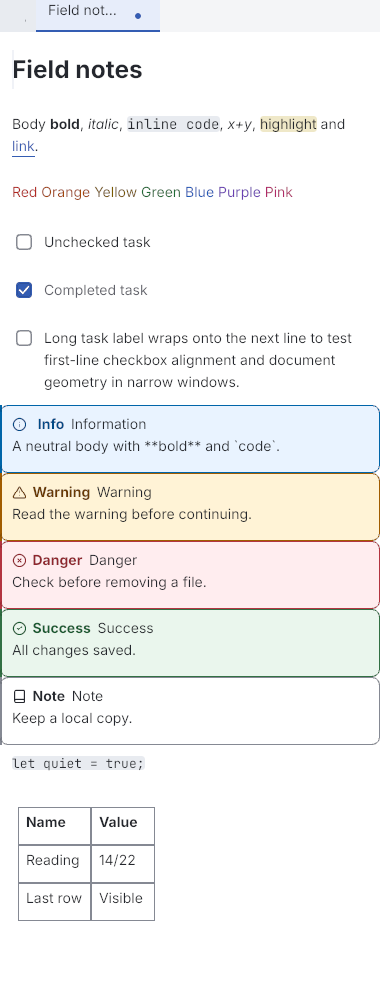 Field not...
Field notes
Body bold, italic, inline code, x+y, highlight and
link.
Red Orange Yellow Green Blue Purple Pink
Unchecked task
Completed task
Long task label wraps onto the next line to test
first-line checkbox alignment and document
geometry in narrow windows.
Info Information
A neutral body with **bold** and `code`.
Warning Warning
Read the warning before continuing.
Danger Danger
Check before removing a file.
Success Success
All changes saved.
Note Note
Keep a local copy.
let quiet = true;
Name Value
Reading 14/22
Last row Visible